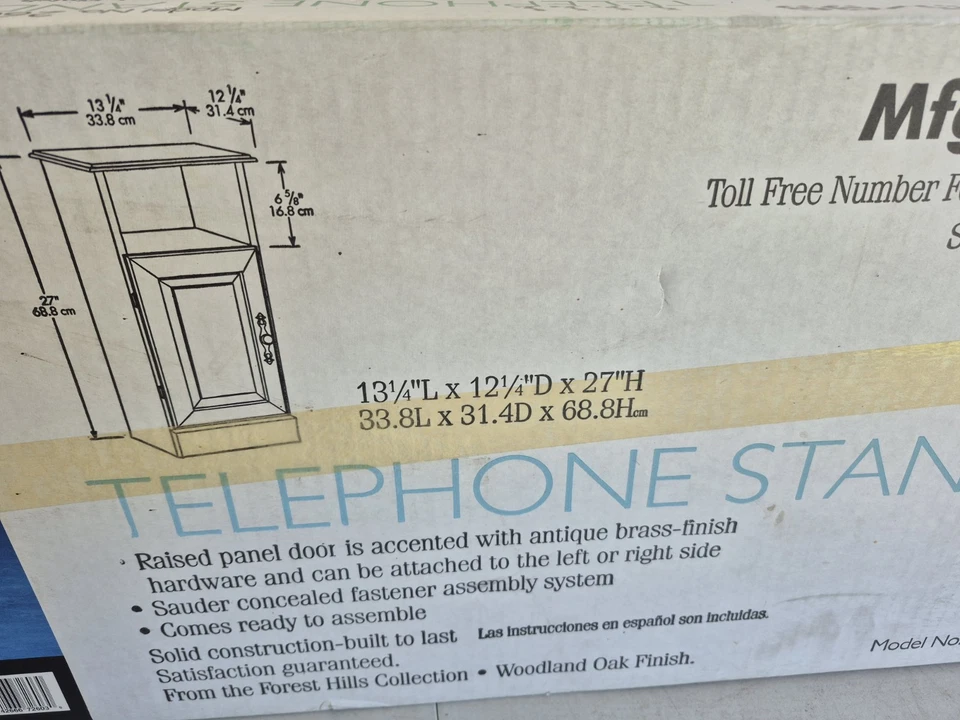 13 1/4"
33.8 cm
12 1/4"
31.4 cm
6 5/8"
16.8 cm
27"
68.8 cm
Toll Free Number
13¼"L x 12¼"D x 27"H
33.8L x 31.4D x 68.8Hcm
TELEPHONE STAN
Raised panel door is accented with antique brass-finish
hardware and can be attached to the left or right side
• Sauder concealed fastener assembly system
• Comes ready to assemble
Solid construction-built to last Las instrucciones en español son incluidas.
Satisfaction guaranteed.
From the Forest Hills Collection • Woodland Oak Finish.
Model No.